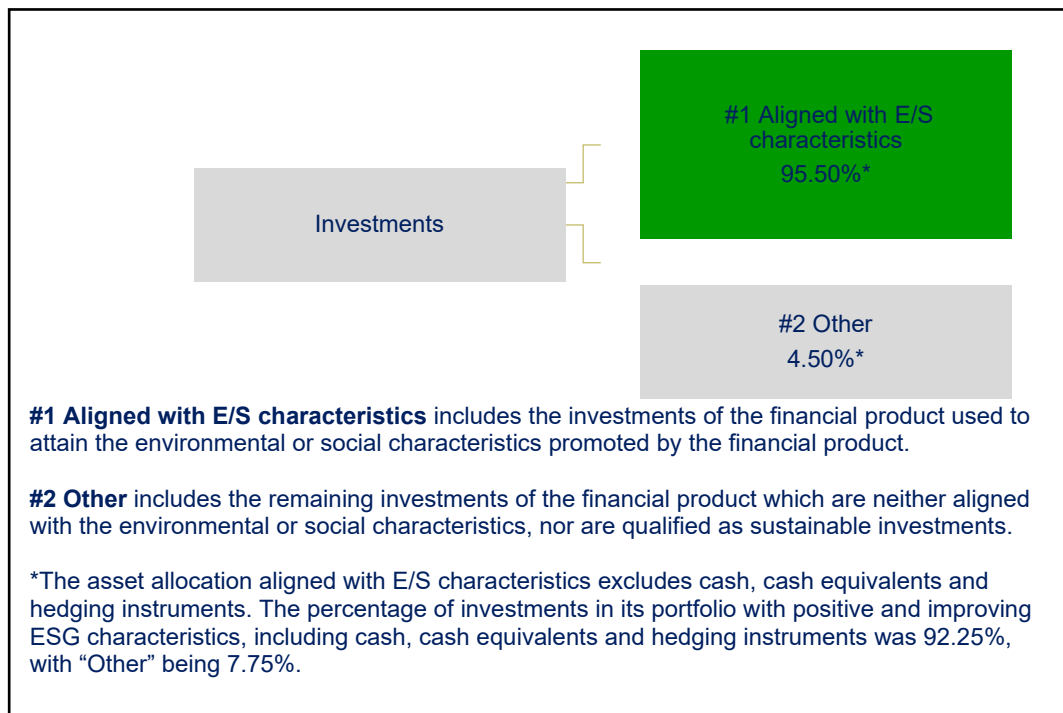 #1 Aligned with E/S
characteristics
95.50%*
Investments
#2 Other
4.50%*
#1 Aligned with E/S characteristics includes the investments of the financial product used to
attain the environmental or social characteristics promoted by the financial product.
#2 Other includes the remaining investments of the financial product which are neither aligned
with the environmental or social characteristics, nor are qualified as sustainable investments.
*The asset allocation aligned with E/S characteristics excludes cash, cash equivalents and
hedging instruments. The percentage of investments in its portfolio with positive and improving
ESG characteristics, including cash, cash equivalents and hedging instruments was 92.25%,
with “Other” being 7.75%.